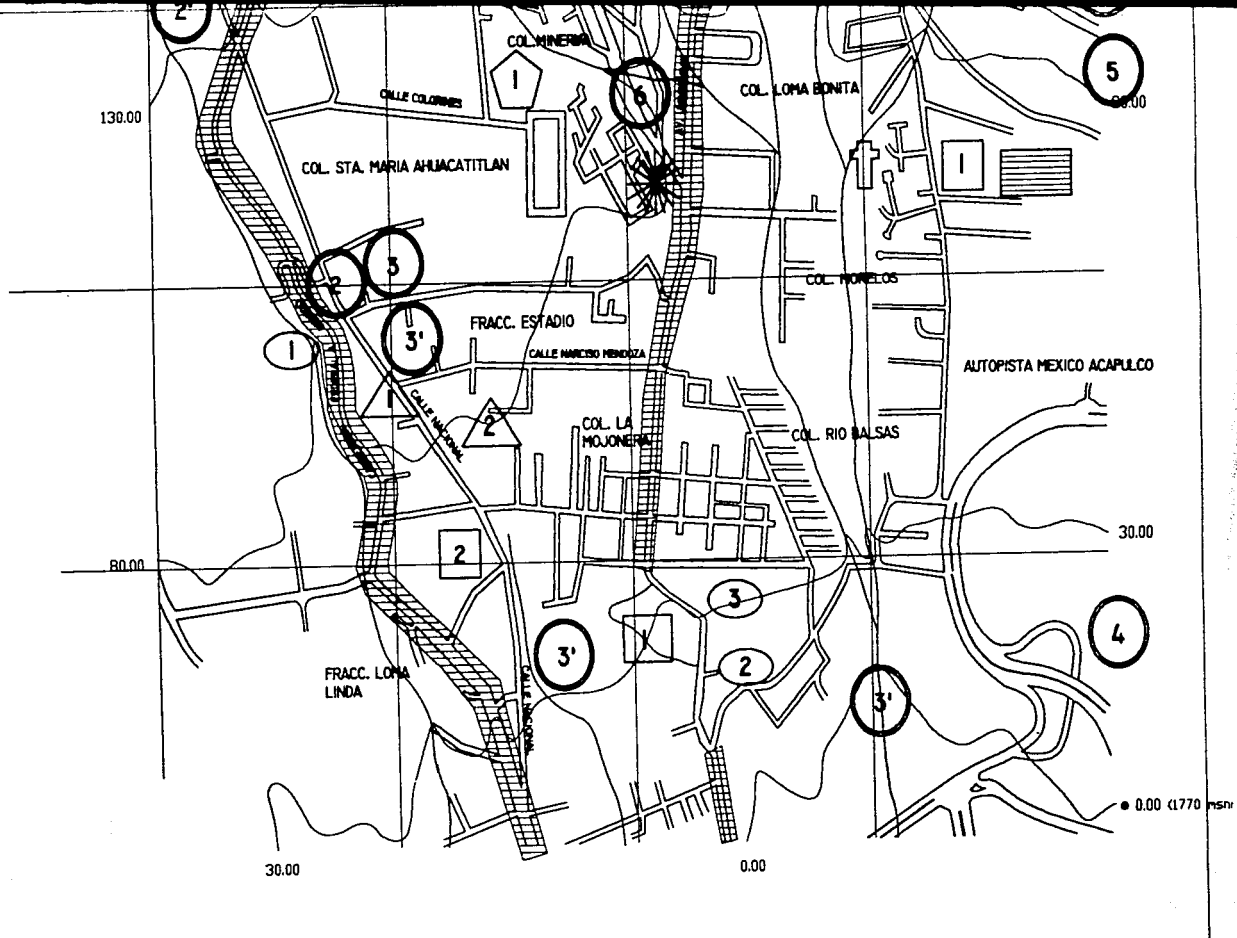 2'
COL.MINERIA
5
1
6
COL. LOMA BONITA
CALLE COLORINES
130.00
COL. STA. MARIA AHUACATITLAN
1
3
2
COL. MORELOS
3'
FRACC. ESTADIO
1
CALLE NARCISO MENDOZA
AUTOPISTA MEXICO ACAPULCO
1
CALLE NACIONAL
2
COL. LA
MOJONERA
COL. RIO BALSAS
30.00
2
80.00
3
4
1
3'
2
FRACC. LOMA
LINDA
CALLE NACIONAL
3'
0.00 (1770 msn
30.00
0.00